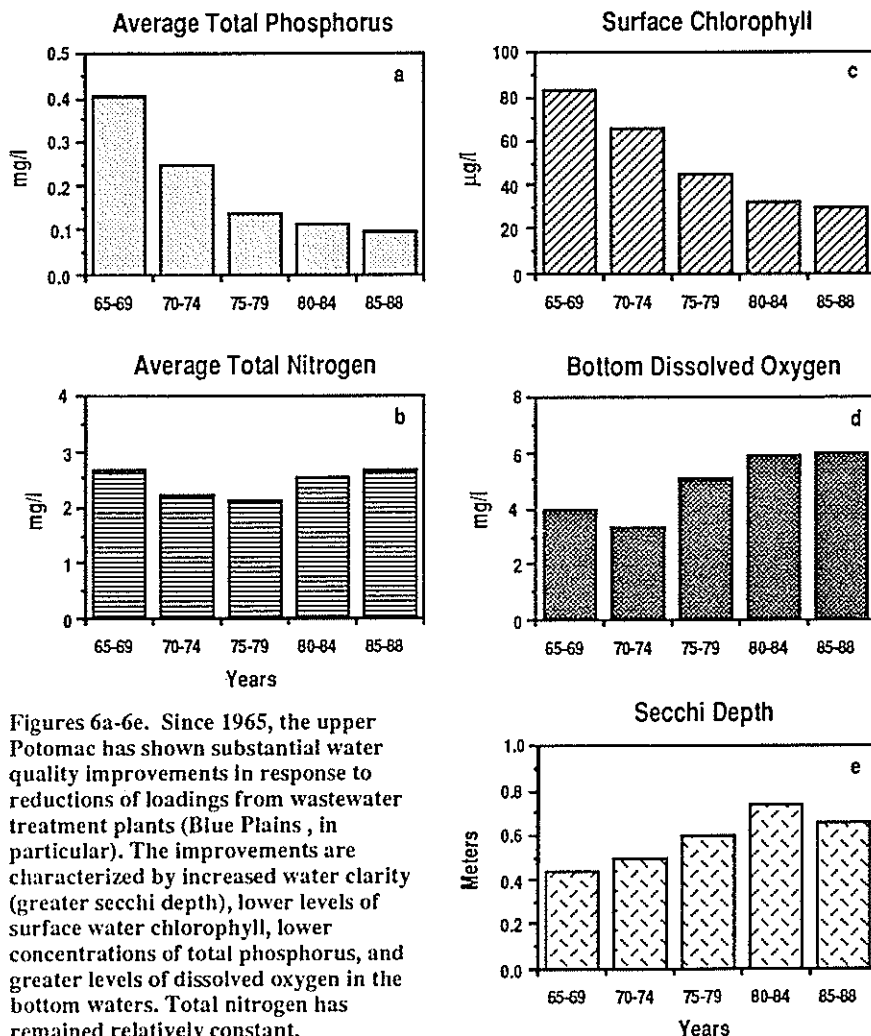 Average Total Phosphorus
a
mg/l
0.5
0.4
0.3
0.2
0.1
0.0
65-69 70-74 75-79 80-84 85-88
Surface Chlorophyll
c
µg/l
100
80
60
40
20
0
65-69 70-74 75-79 80-84 85-88
Average Total Nitrogen
b
mg/l
4
3
2
1
0
65-69 70-74 75-79 80-84 85-88
Years
Bottom Dissolved Oxygen
d
mg/l
8
6
4
2
0
65-69 70-74 75-79 80-84 85-88
Figures 6a-6e. Since 1965, the upper
Potomac has shown substantial water
quality improvements in response to
reductions of loadings from wastewater
treatment plants (Blue Plains , in
particular). The improvements are
characterized by increased water clarity
(greater secchi depth), lower levels of
surface water chlorophyll, lower
concentrations of total phosphorus, and
greater levels of dissolved oxygen in the
bottom waters. Total nitrogen has
remained relatively constant.
Secchi Depth
e
Meters
1.0
0.8
0.6
0.4
0.2
0.0
65-69 70-74 75-79 80-84 85-88
Years